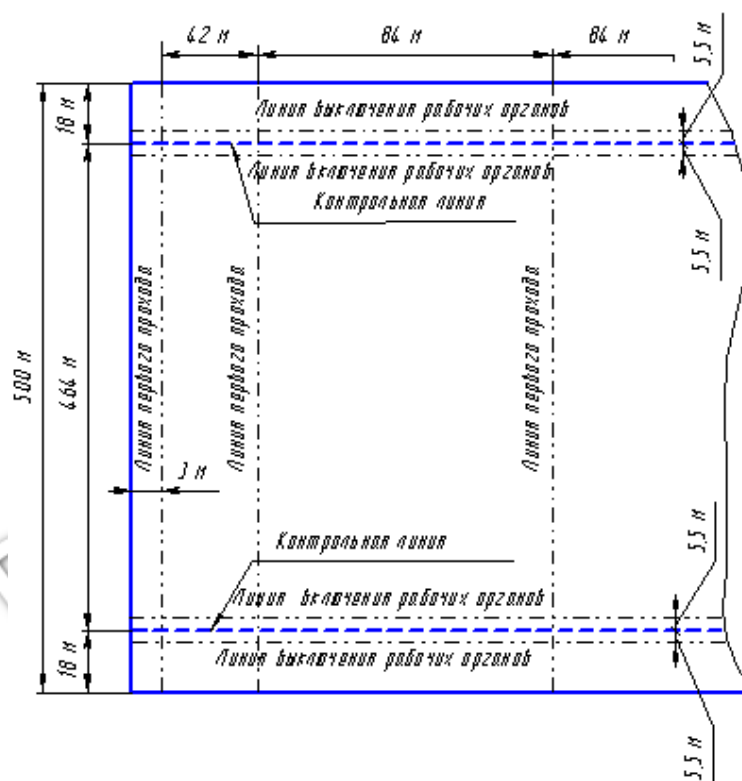 42 м
84 м
84 м
5,5 м
18 м
Линия выключения рабочих органов
Линия включения рабочих органов
Контрольная линия
5,5 м
500 м
464 м
Линия первого прохода
Линия первого прохода
Линия первого прохода
3 м
Контрольная линия
5,5 м
Линия включения рабочих органов
18 м
Линия выключения рабочих органов
5,5 м